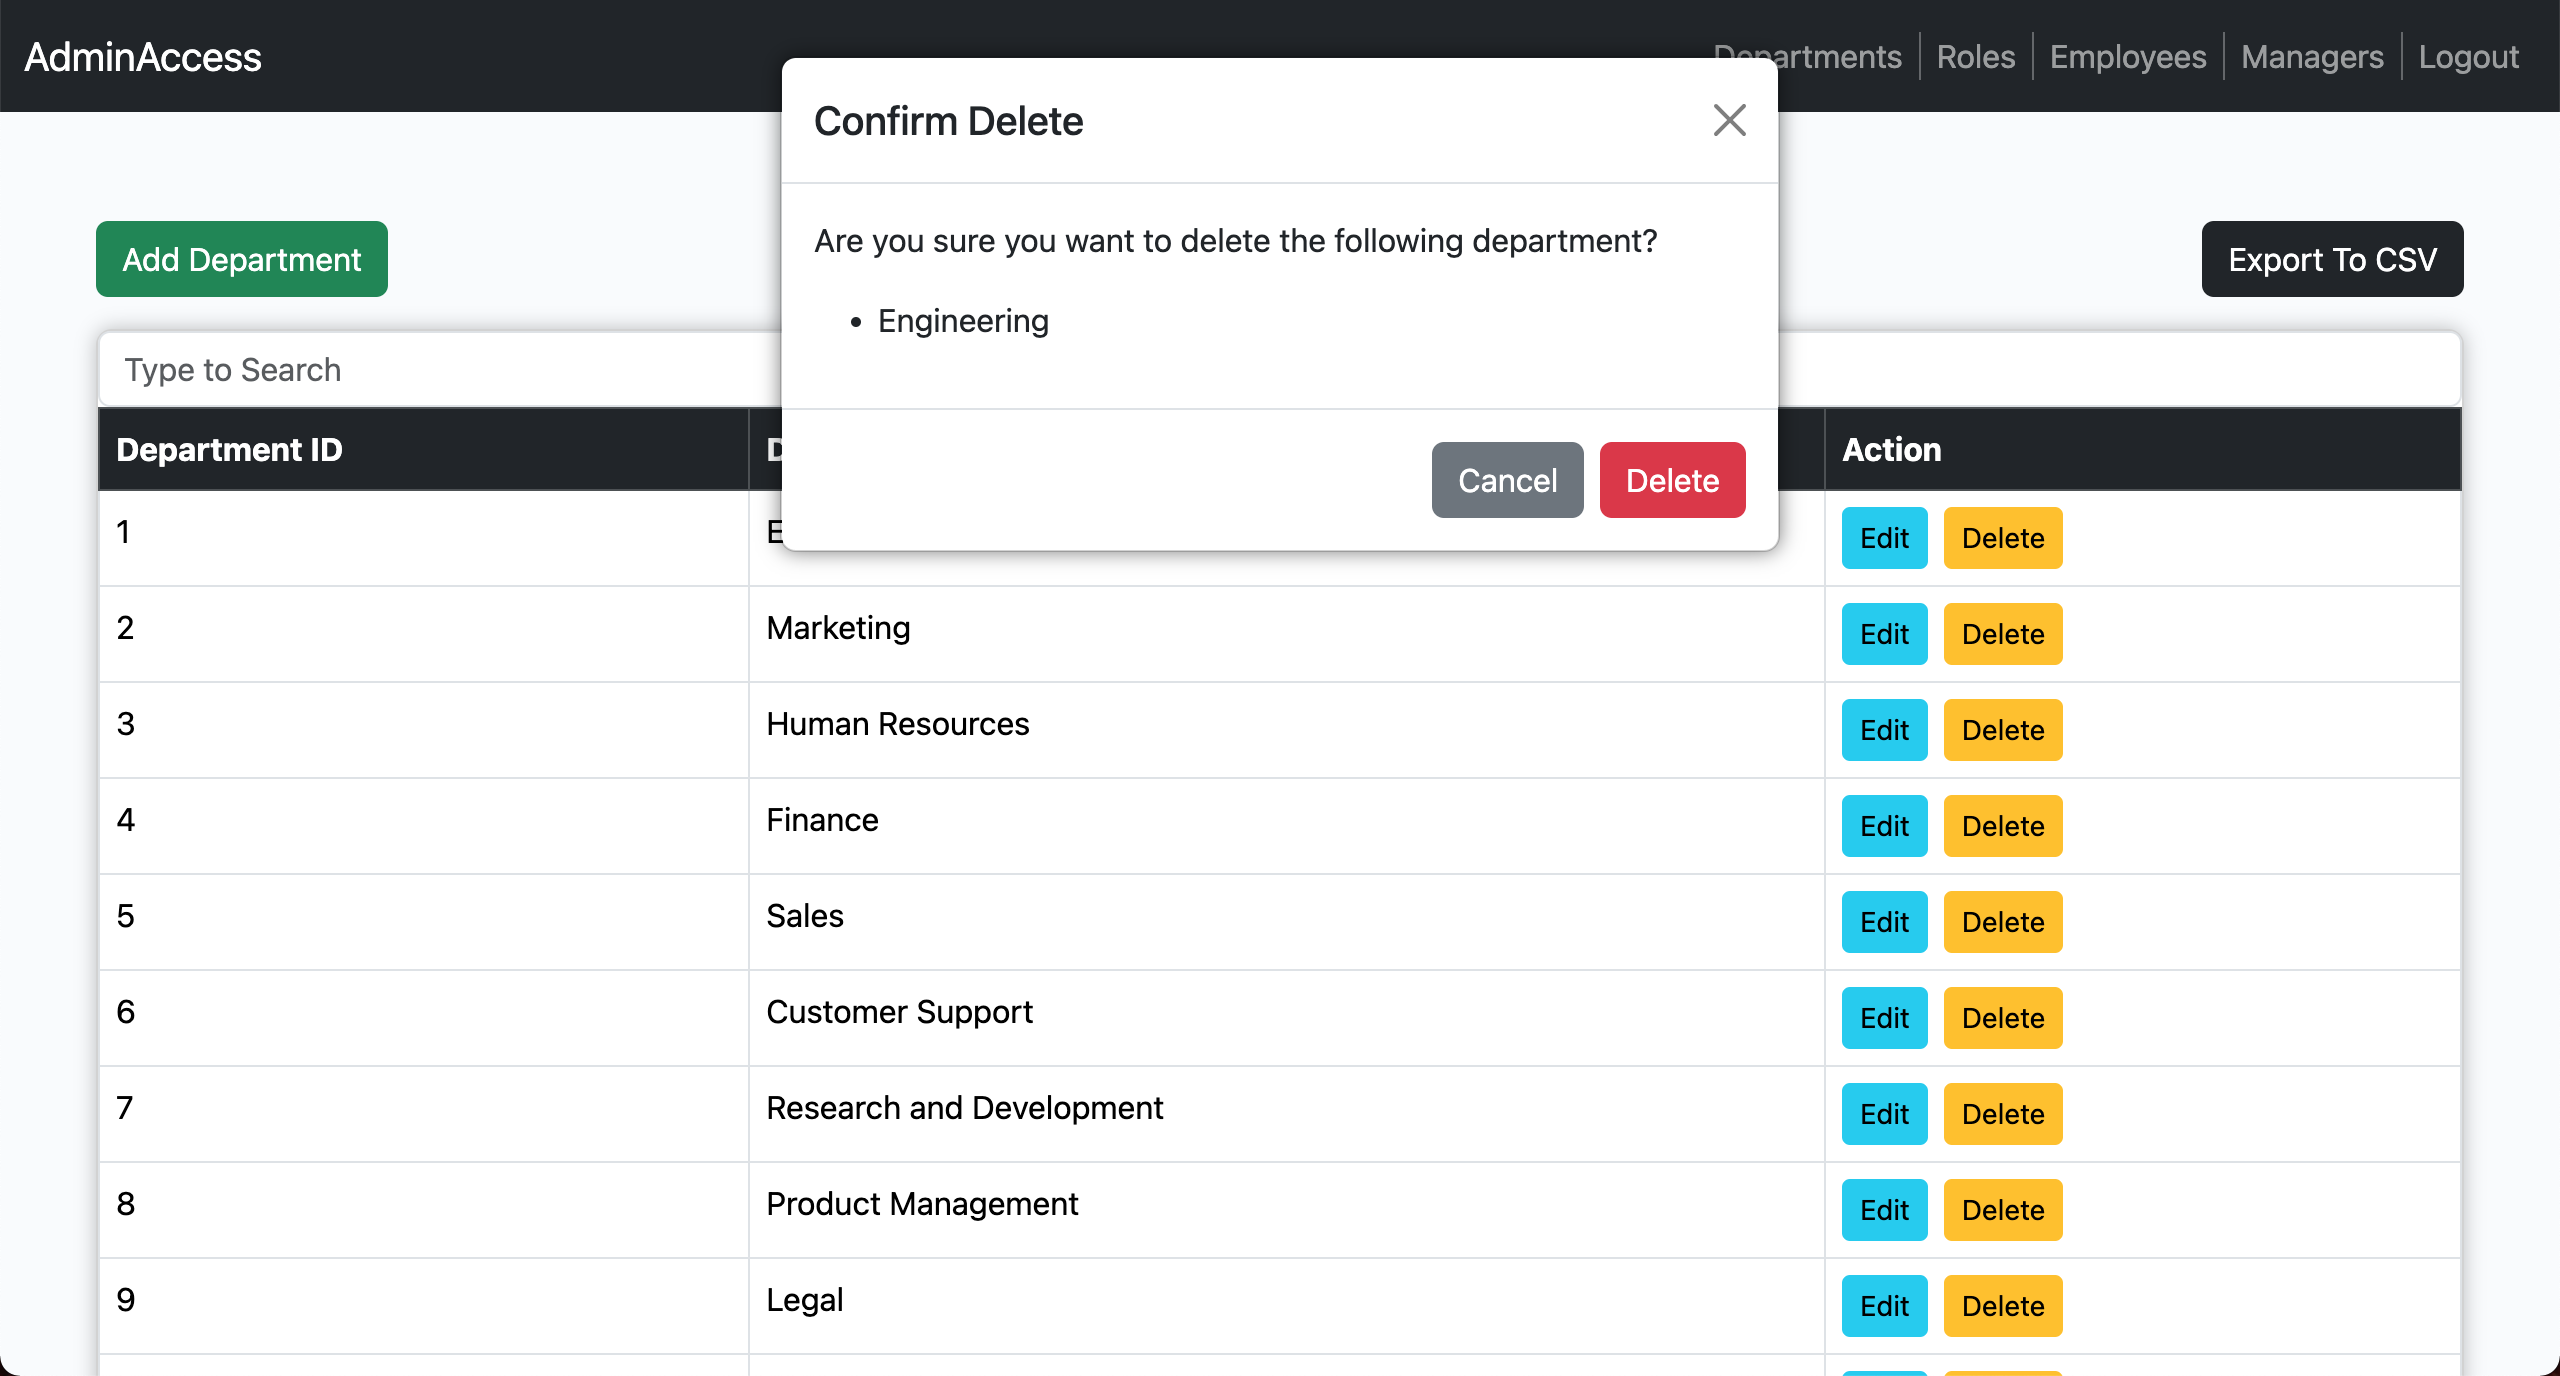 AdminAccess
Departments Roles Employees Managers Logout
Confirm Delete
Are you sure you want to delete the following department?
• Engineering
Cancel Delete
Add Department
Export To CSV
Type to Search
Department ID Action
1 Edit Delete
2 Marketing Edit Delete
3 Human Resources Edit Delete
4 Finance Edit Delete
5 Sales Edit Delete
6 Customer Support Edit Delete
7 Research and Development Edit Delete
8 Product Management Edit Delete
9 Legal Edit Delete